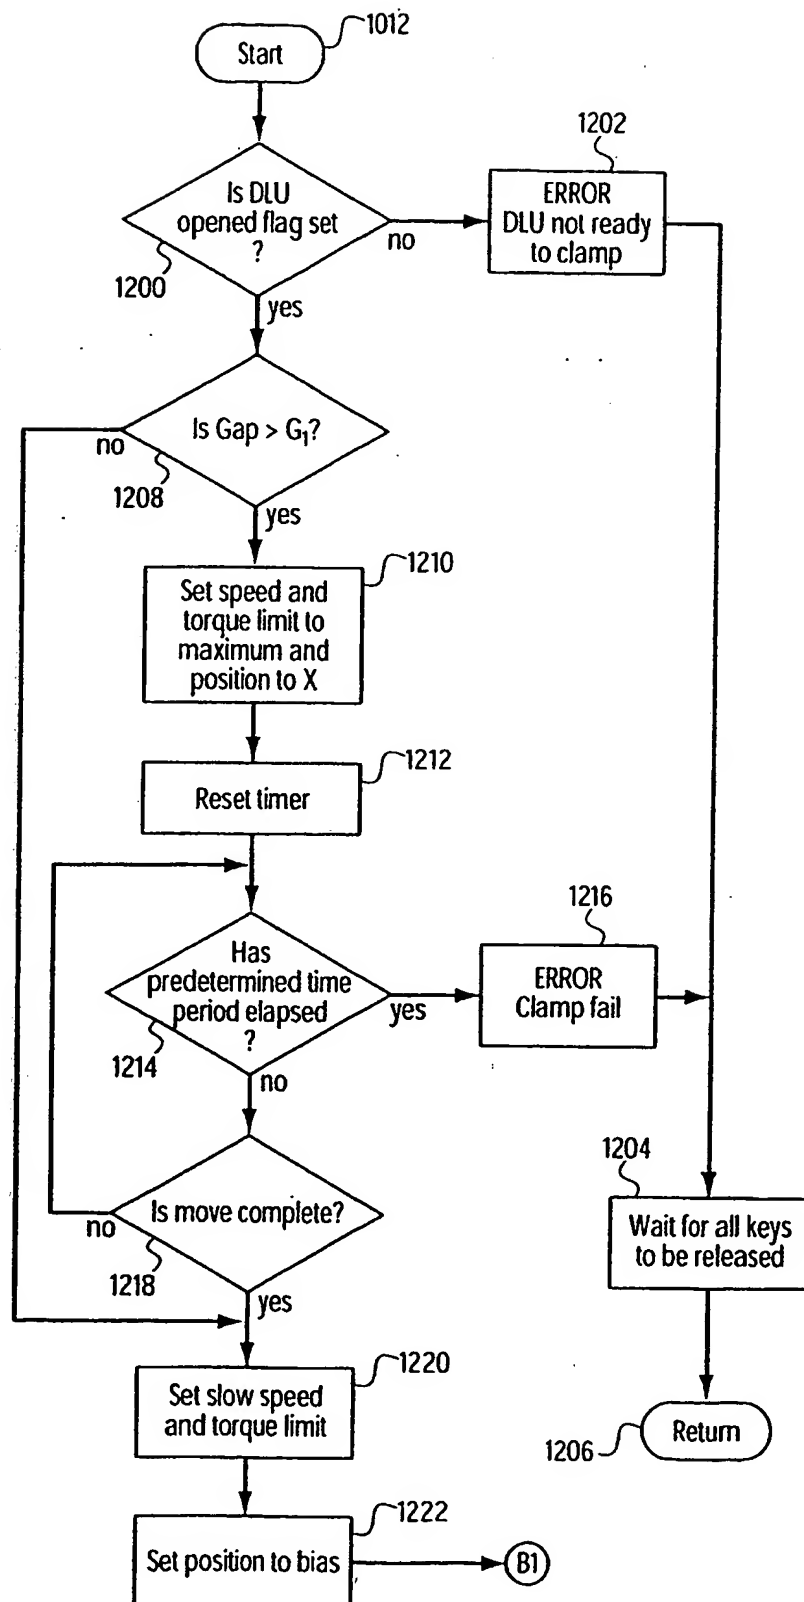 1012
Start
1202
Is DLU
opened flag set
?
no
ERROR
DLU not ready
to clamp
1200
yes
Is Gap > G₁?
no
1208
yes
1210
Set speed and
torque limit to
maximum and
position to X
1212
Reset timer
1216
Has
predetermined time
period elapsed
?
yes
ERROR
Clamp fail
1214
no
1204
Is move complete?
no
Wait for all keys
to be released
1218
yes
1220
Set slow speed
and torque limit
Return
1206
1222
Set position to bias
B1